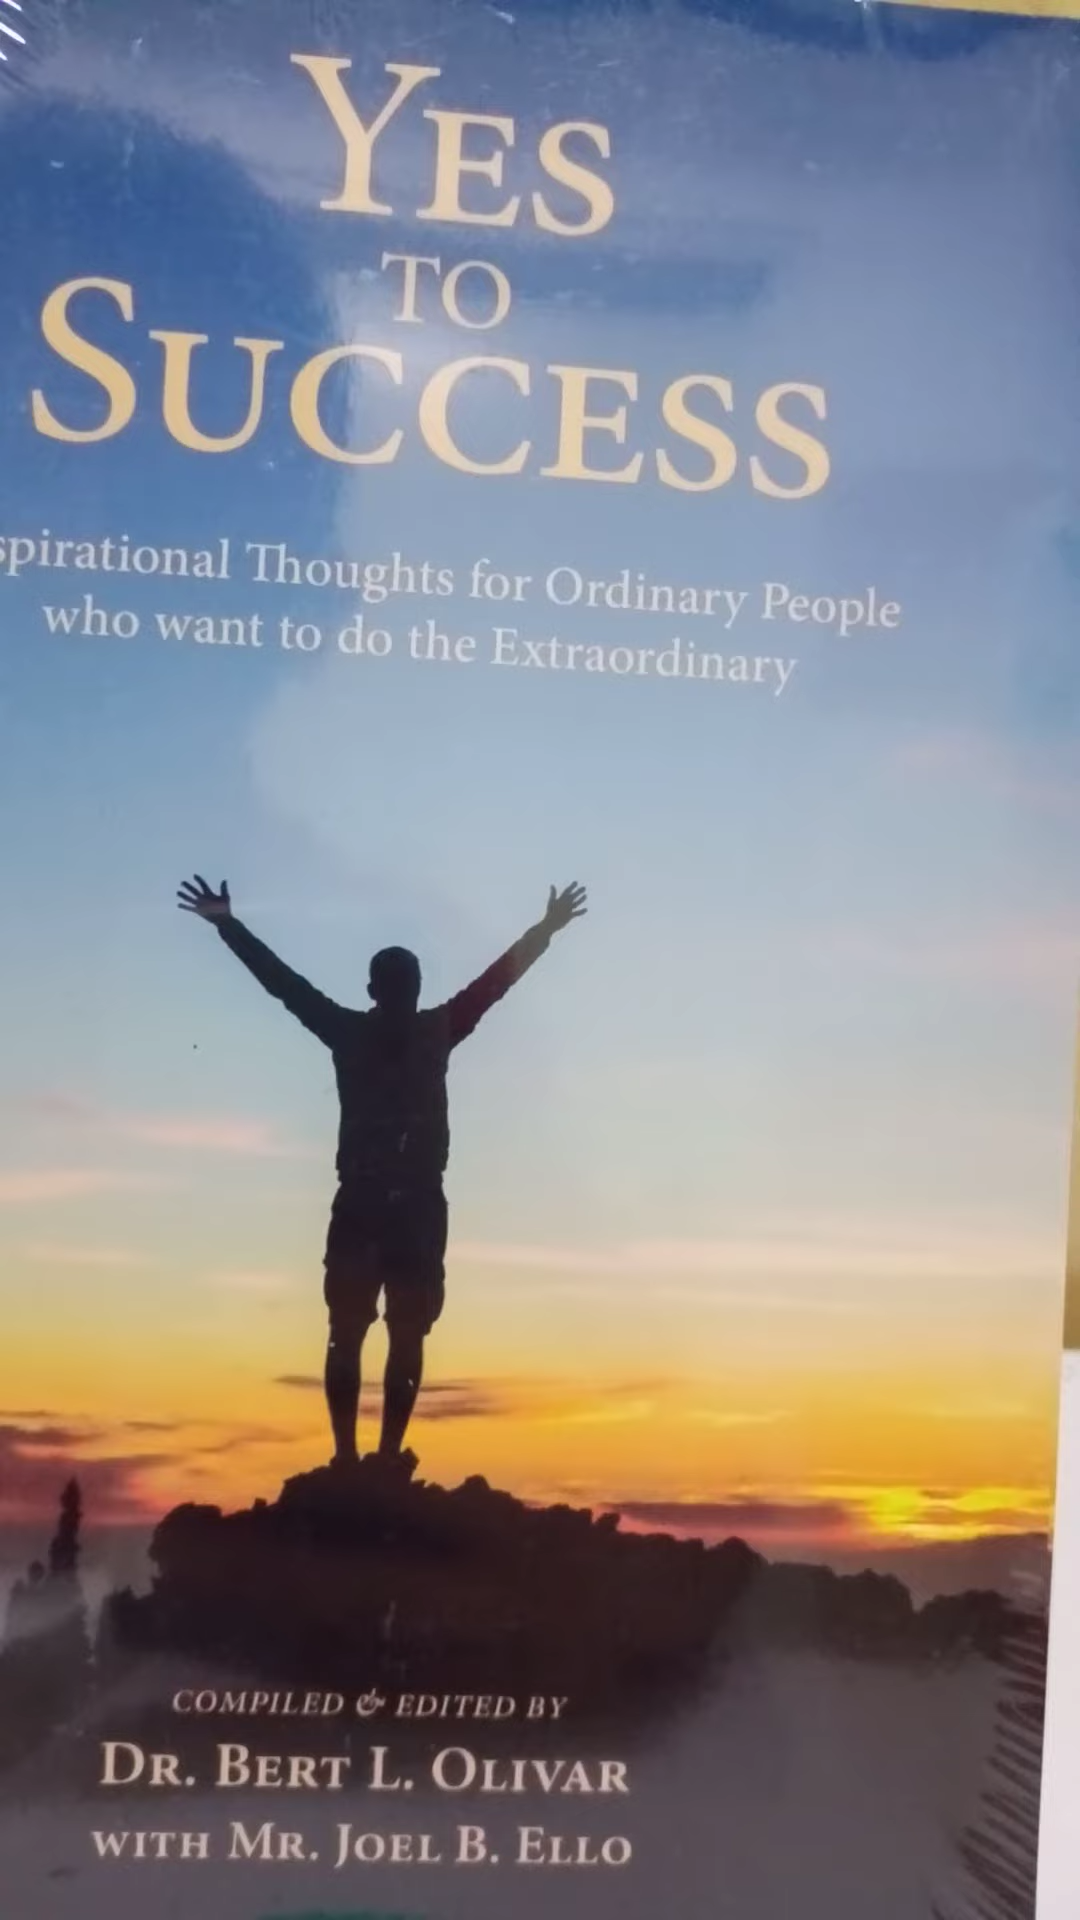 YES
TO
SUCCESS
spirational Thoughts for Ordinary People
who want to do the Extraordinary
COMPILED & EDITED BY
DR. BERT L. OLIVAR
WITH MR. JOEL B. ELLO